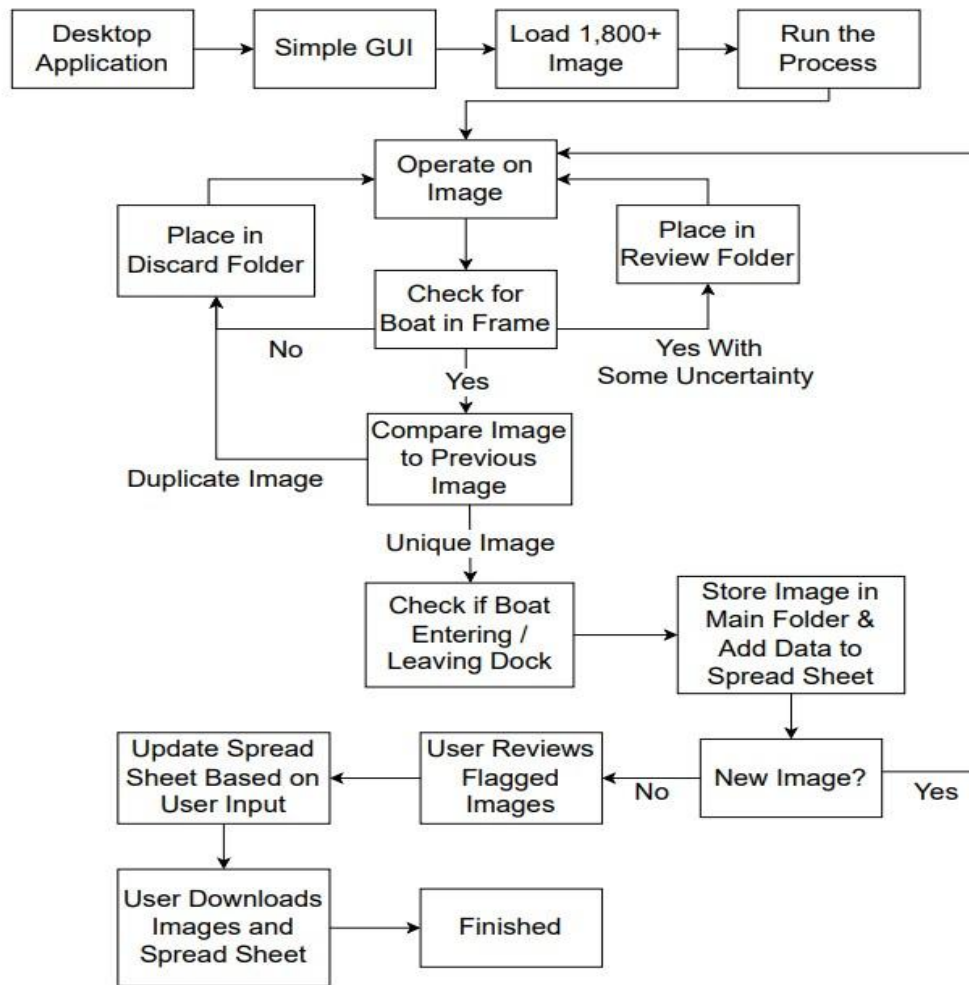 Desktop
Application
Simple GUI
Load 1,800+
Image
Run the
Process
Operate on
Image
Place in
Discard Folder
Place in
Review Folder
Check for
Boat in Frame
No
Yes With
Some Uncertainty
Yes
Compare Image
to Previous
Image
Duplicate Image
Unique Image
Check if Boat
Entering /
Leaving Dock
Store Image in
Main Folder &
Add Data to
Spread Sheet
Update Spread
Sheet Based on
User Input
User Reviews
Flagged
Images
No
New Image?
Yes
User Downloads
Images and
Spread Sheet
Finished